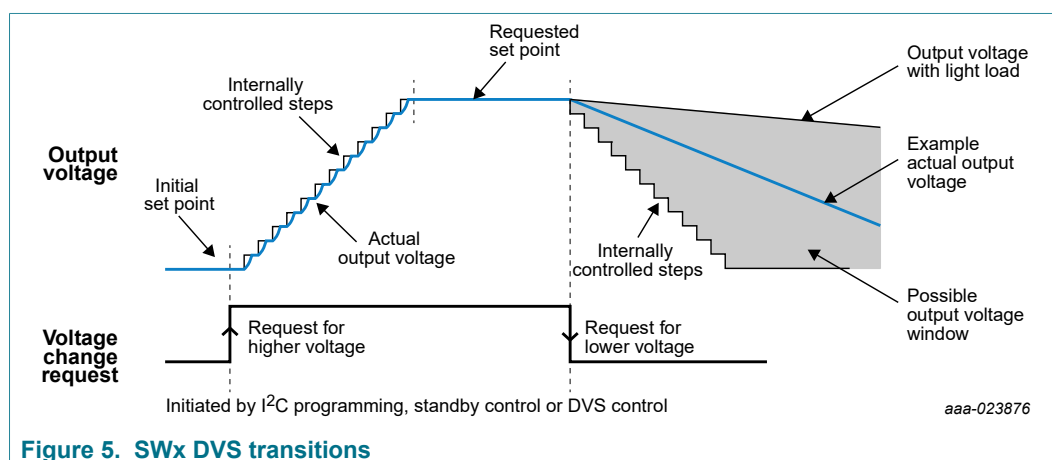 Requested
set point
Output voltage
with light load
Internally
controlled steps
Output
voltage
Example
actual output
voltage
Initial
set point
Actual
output voltage
Internally
controlled steps
Possible
output voltage
window
Voltage
change
request
Request for
higher voltage
Request for
lower voltage
Initiated by I2C programming, standby control or DVS control
aaa-023876
Figure 5. SWx DVS transitions